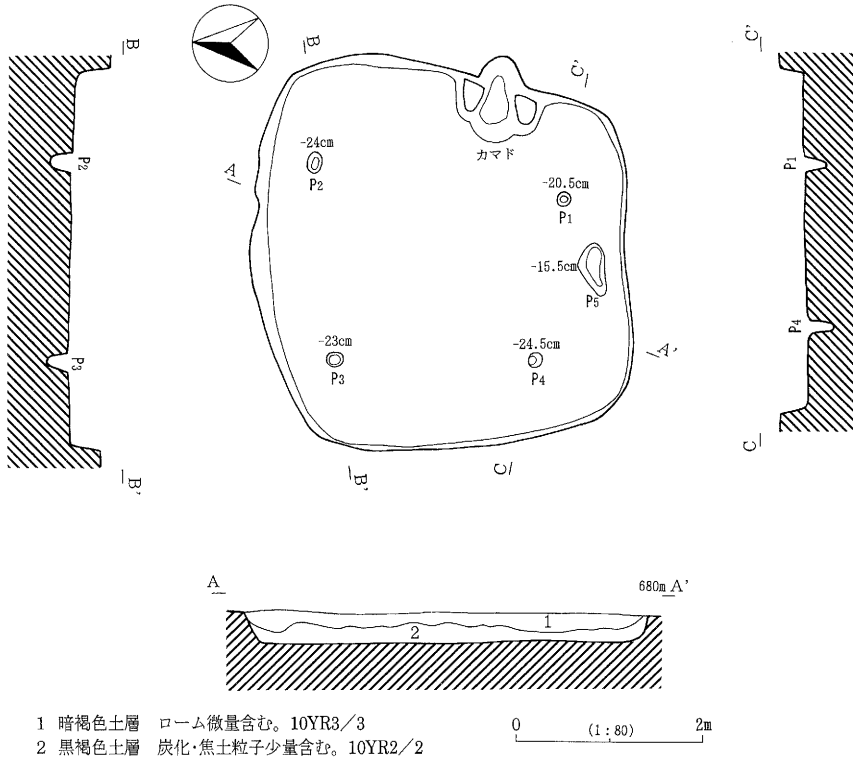 B
B
C'
C'
カマド
-24cm
P2
A
-20.5cm
P1
-15.5cm
P5
A'
-23cm
P3
-24.5cm
P4
B'
C
P2
P3
B'
P1
P4
C
A
680m A'
1
2
1 暗褐色土層 ローム微量含む。10YR3/3
2 黒褐色土層 炭化・焦土粒子少量含む。10YR2/2
0 (1:80) 2m